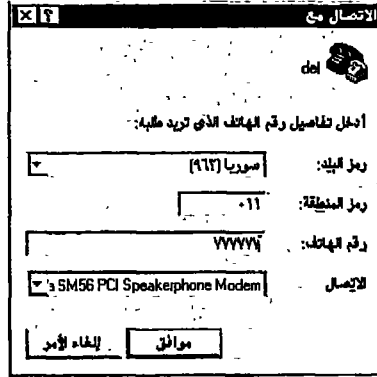 الاتصال مع
del
أدخل تفاصيل رقم الهاتف الذي تريد طلبه:
رمز البلد: سوريا (٩٦٣)
رمز المنطقة: ٠١١
رقم الهاتف: ٧٧٧٧٧٧
الاتصال 'a SM56 PCI Speakerphone Modem
موافق إلغاء الأمر